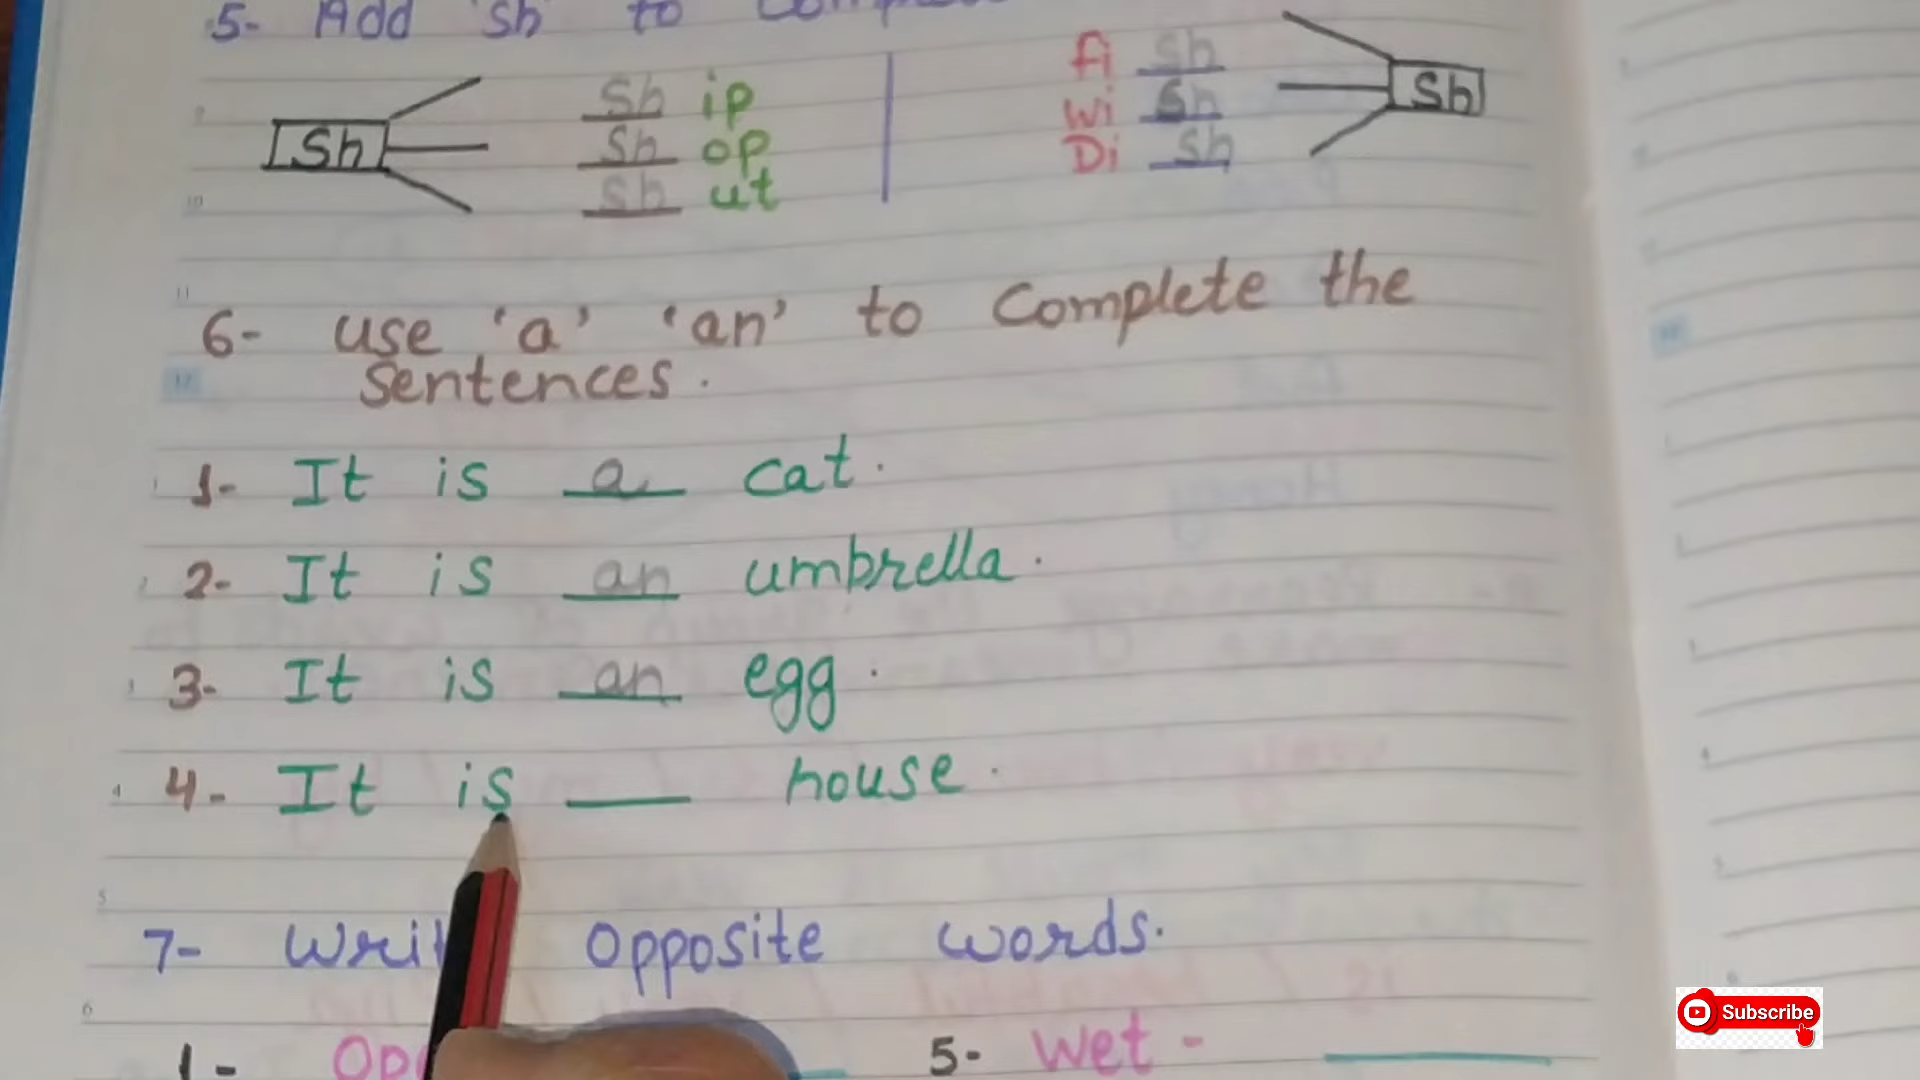 5- Add 'sh' to
Sh
Sh ip
Sh op
Sh ut
fi Sh
wi Sh
Di Sh
Sh
6- use 'a' 'an' to Complete the
Sentences.
1- It is a cat.
2- It is an umbrella.
3- It is an egg.
4- It is ___ house.
7- opposite words.
1-
5- Wet -
Subscribe